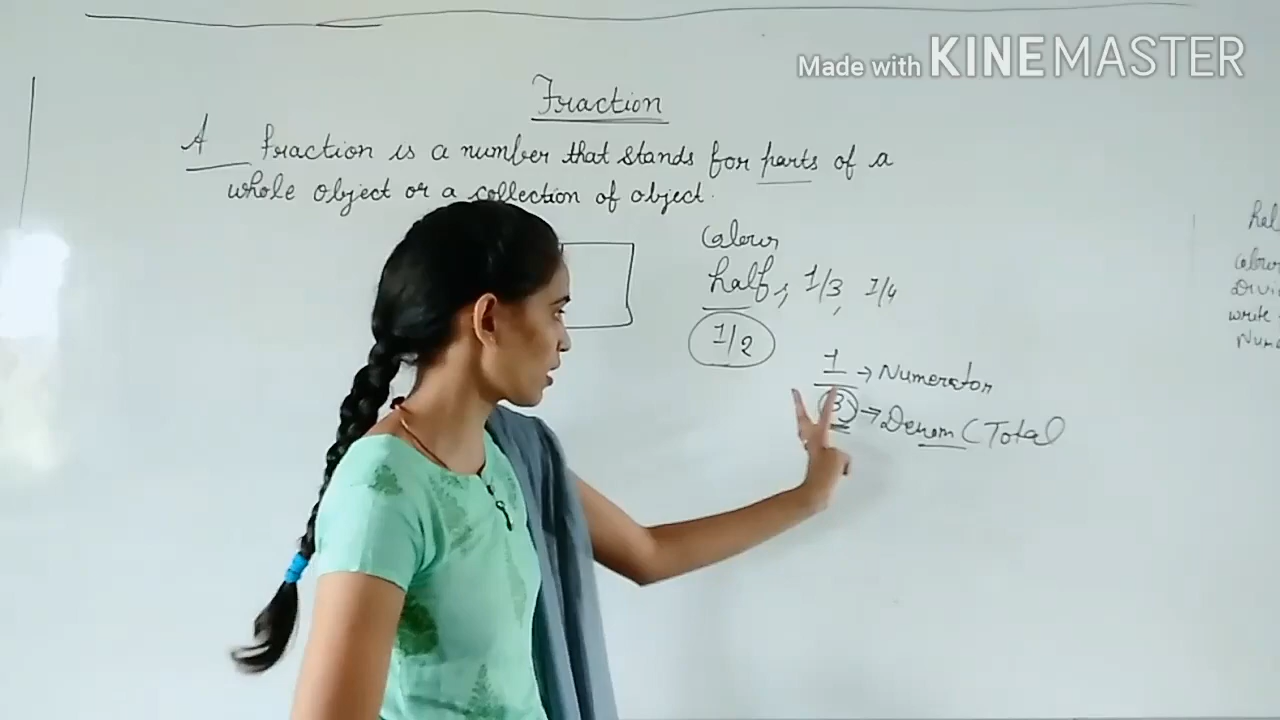 Made with KINEMASTER
Fraction
A fraction is a number that stands for parts of a
whole object or a collection of object.
Colour
half, 1/3, 1/4
1/2
1 → Numerator
3 → Denom (Total